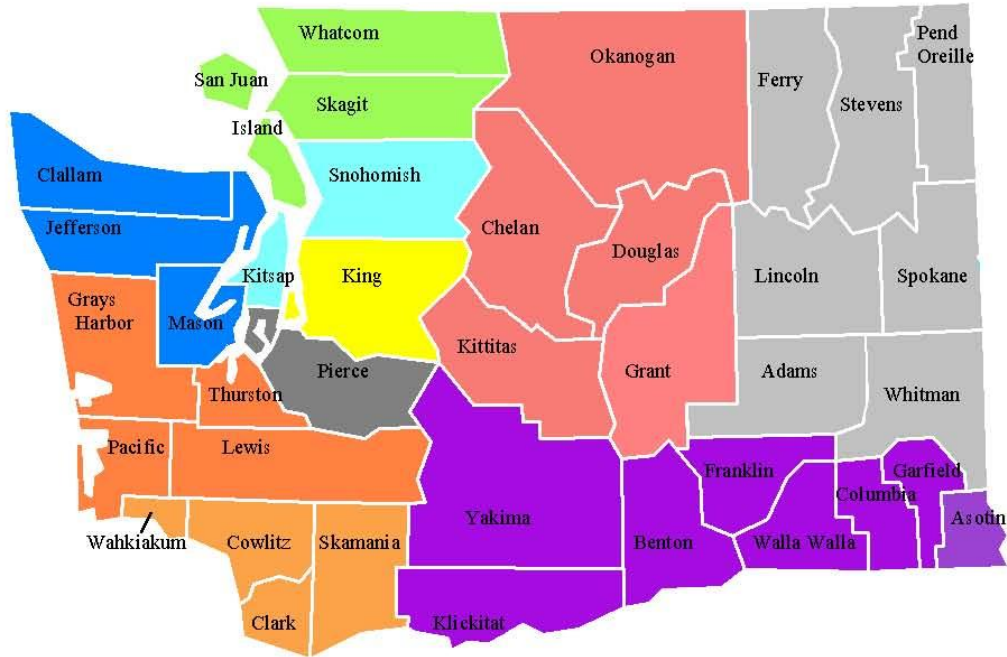 Whatcom
Okanogan
Pend
Oreille
Ferry
San Juan
Stevens
Skagit
Island
Clallam
Snohomish
Jefferson
Chelan
Douglas
Kitsap
King
Lincoln
Spokane
Grays
Harbor
Mason
Kittitas
Pierce
Grant
Adams
Thurston
Whitman
Pacific
Lewis
Franklin
Garfield
Columbia
Yakima
Asotin
Wahkiakum
Cowlitz
Skamania
Benton
Walla Walla
Clark
Klickitat